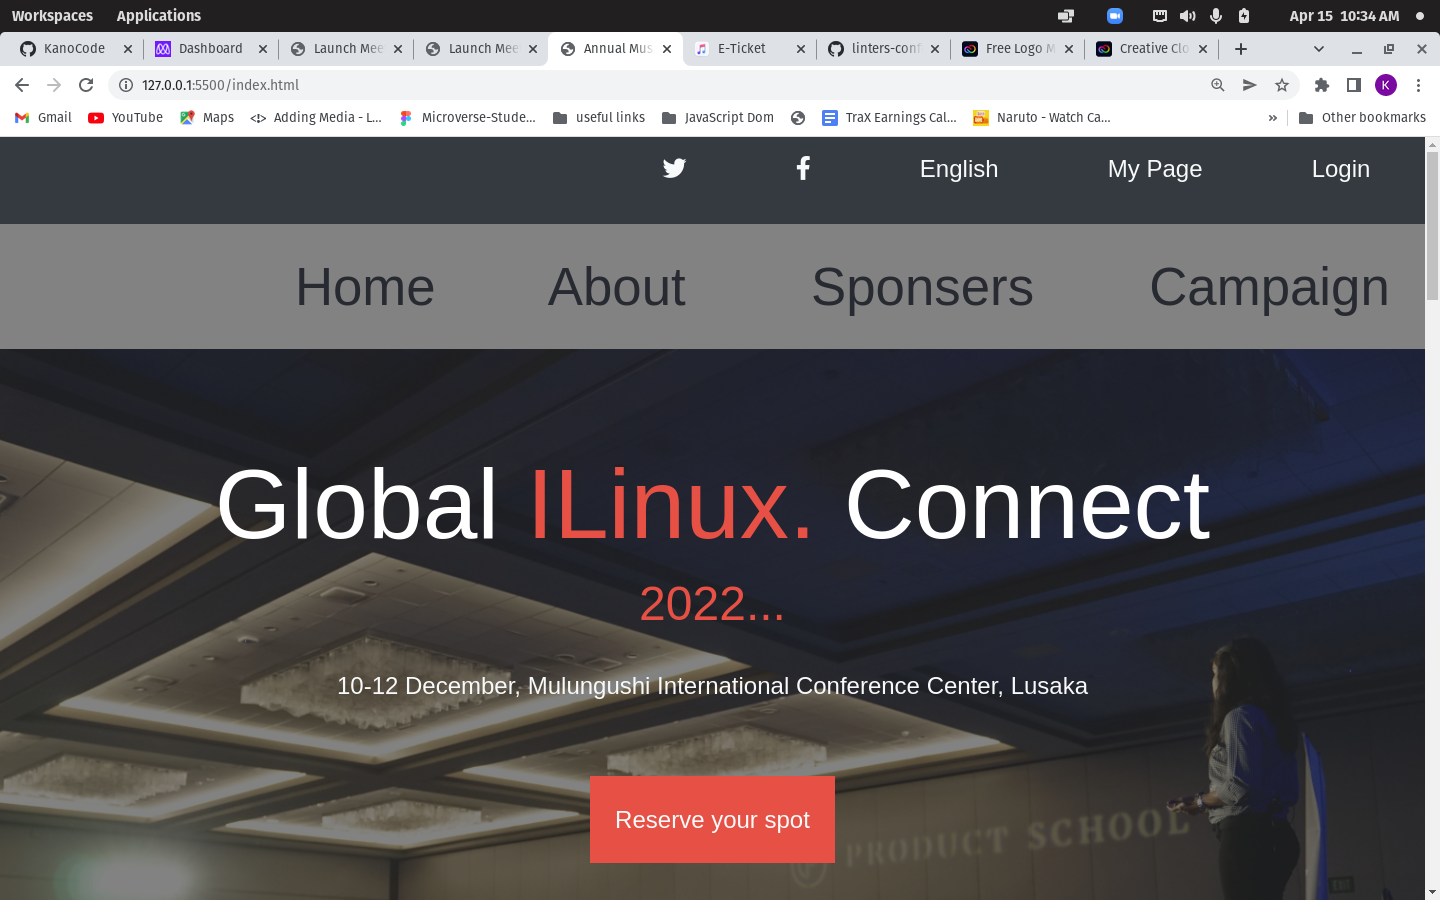 Workspaces Applications Apr 15 10:34 AM
KanoCode Dashboard Launch Mee Launch Mee Annual Mus E-Ticket linters-conf Free Logo M Creative Clo
127.0.0.1:5500/index.html K
Gmail YouTube Maps Adding Media - L... Microverse-Stude... useful links JavaScript Dom TraX Earnings Cal... Naruto - Watch Ca... » Other bookmarks
English My Page Login
Home About Sponsers Campaign
Global ILinux. Connect
2022...
10-12 December, Mulungushi International Conference Center, Lusaka
Reserve your spot
PRODUCT SCHOOL